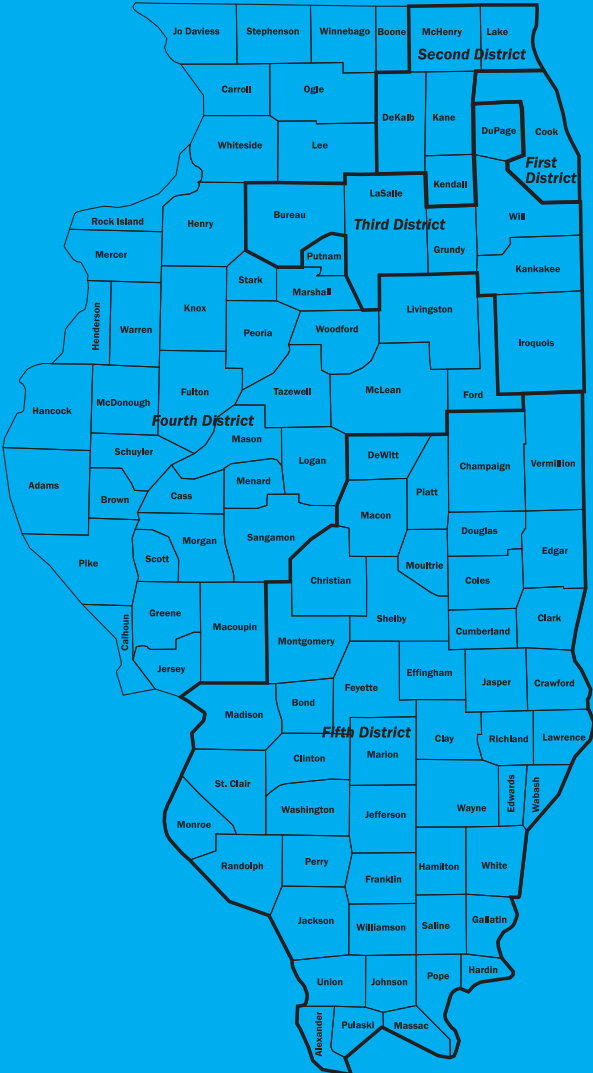 Jo Daviess
Stephenson
Winnebago
Boone
McHenry
Lake
Second District
Carroll
Ogle
DeKalb
Kane
DuPage
Cook
Whiteside
Lee
First
District
Kendall
LaSalle
Rock Island
Henry
Bureau
Third District
Will
Mercer
Putnam
Grundy
Kankakee
Stark
Marshall
Henderson
Warren
Knox
Peoria
Woodford
Livingston
Iroquois
Hancock
McDonough
Fulton
Tazewell
McLean
Ford
Fourth District
Mason
Schuyler
Logan
DeWitt
Champaign
Vermillion
Adams
Brown
Cass
Menard
Piatt
Macon
Pike
Scott
Morgan
Sangamon
Douglas
Edgar
Moultrie
Christian
Coles
Calhoun
Greene
Macoupin
Montgomery
Shelby
Cumberland
Clark
Jersey
Feyette
Effingham
Jasper
Crawford
Madison
Bond
Fifth District
Clay
Richland
Lawrence
Clinton
Marion
St. Clair
Washington
Jefferson
Wayne
Edwards
Wabash
Monroe
Randolph
Perry
Franklin
Hamilton
White
Jackson
Williamson
Saline
Gallatin
Union
Johnson
Pope
Hardin
Alexander
Pulaski
Massac